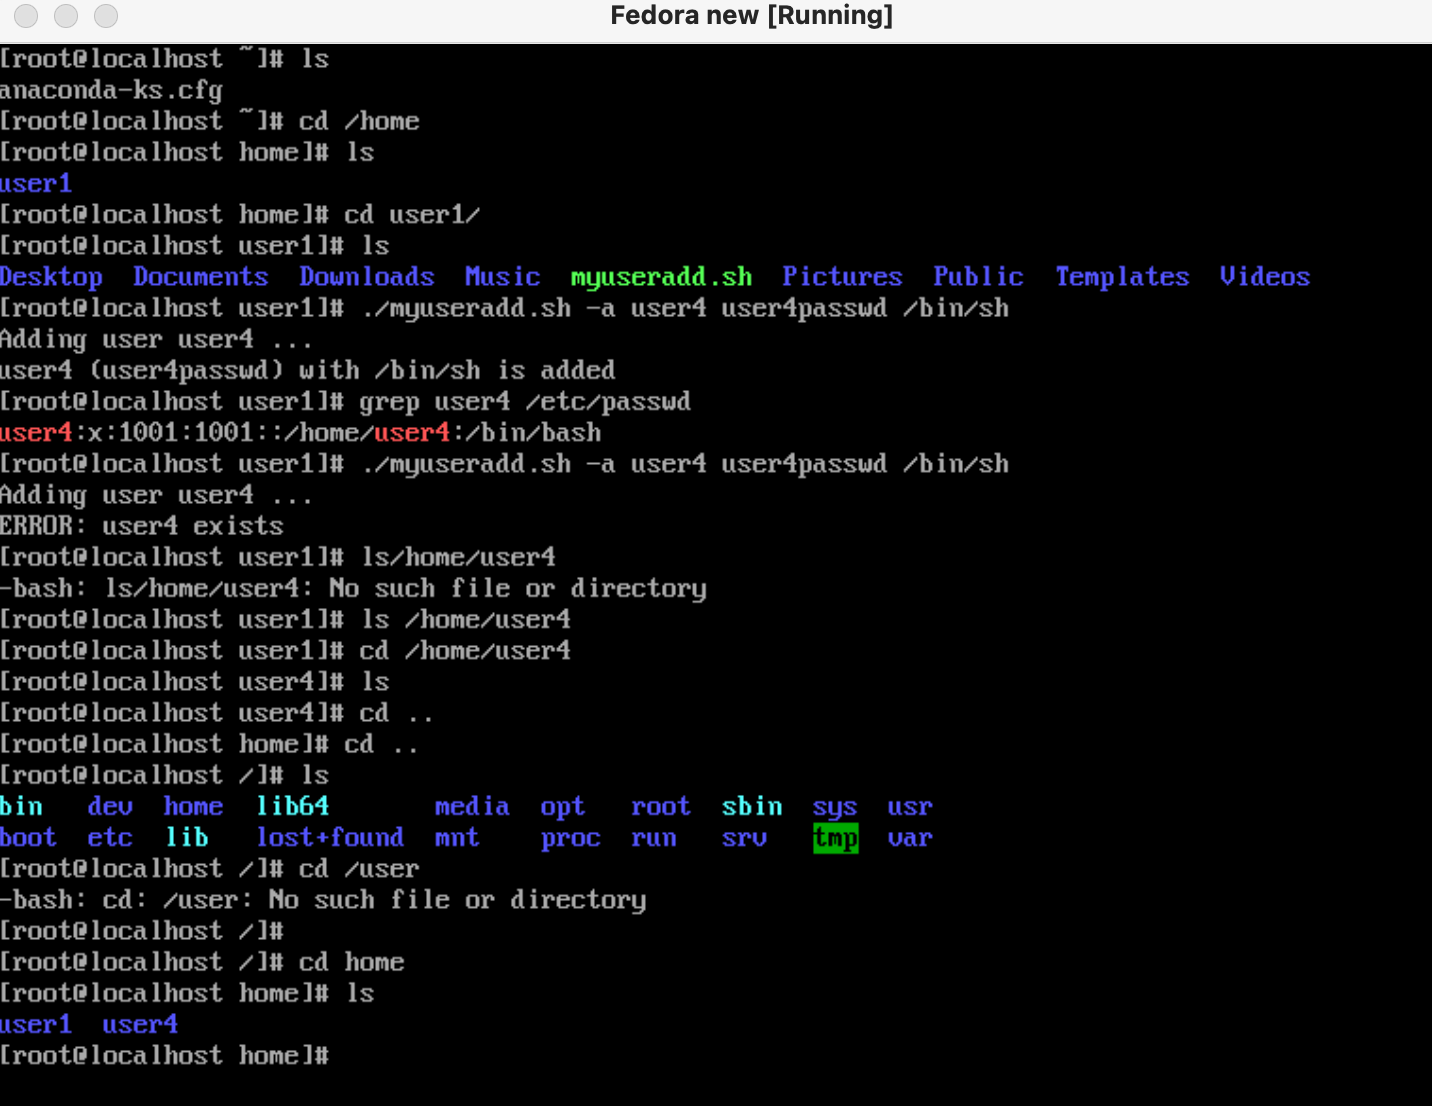 Fedora new [Running]
[root@localhost ~]# ls
anaconda-ks.cfg
[root@localhost ~]# cd /home
[root@localhost home]# ls
user1
[root@localhost home]# cd user1/
[root@localhost user1]# ls
Desktop  Documents  Downloads  Music  myuseradd.sh  Pictures  Public  Templates  Videos
[root@localhost user1]# ./myuseradd.sh -a user4 user4passwd /bin/sh
Adding user user4 ...
user4 (user4passwd) with /bin/sh is added
[root@localhost user1]# grep user4 /etc/passwd
user4:x:1001:1001::/home/user4:/bin/bash
[root@localhost user1]# ./myuseradd.sh -a user4 user4passwd /bin/sh
Adding user user4 ...
ERROR: user4 exists
[root@localhost user1]# ls/home/user4
-bash: ls/home/user4: No such file or directory
[root@localhost user1]# ls /home/user4
[root@localhost user1]# cd /home/user4
[root@localhost user4]# ls
[root@localhost user4]# cd ..
[root@localhost home]# cd ..
[root@localhost /]# ls
bin   dev  home  lib64       media  opt   root  sbin  sys  usr
boot  etc  lib   lost+found  mnt    proc  run   srv   tmp  var
[root@localhost /]# cd /user
-bash: cd: /user: No such file or directory
[root@localhost /]#
[root@localhost /]# cd home
[root@localhost home]# ls
user1  user4
[root@localhost home]#